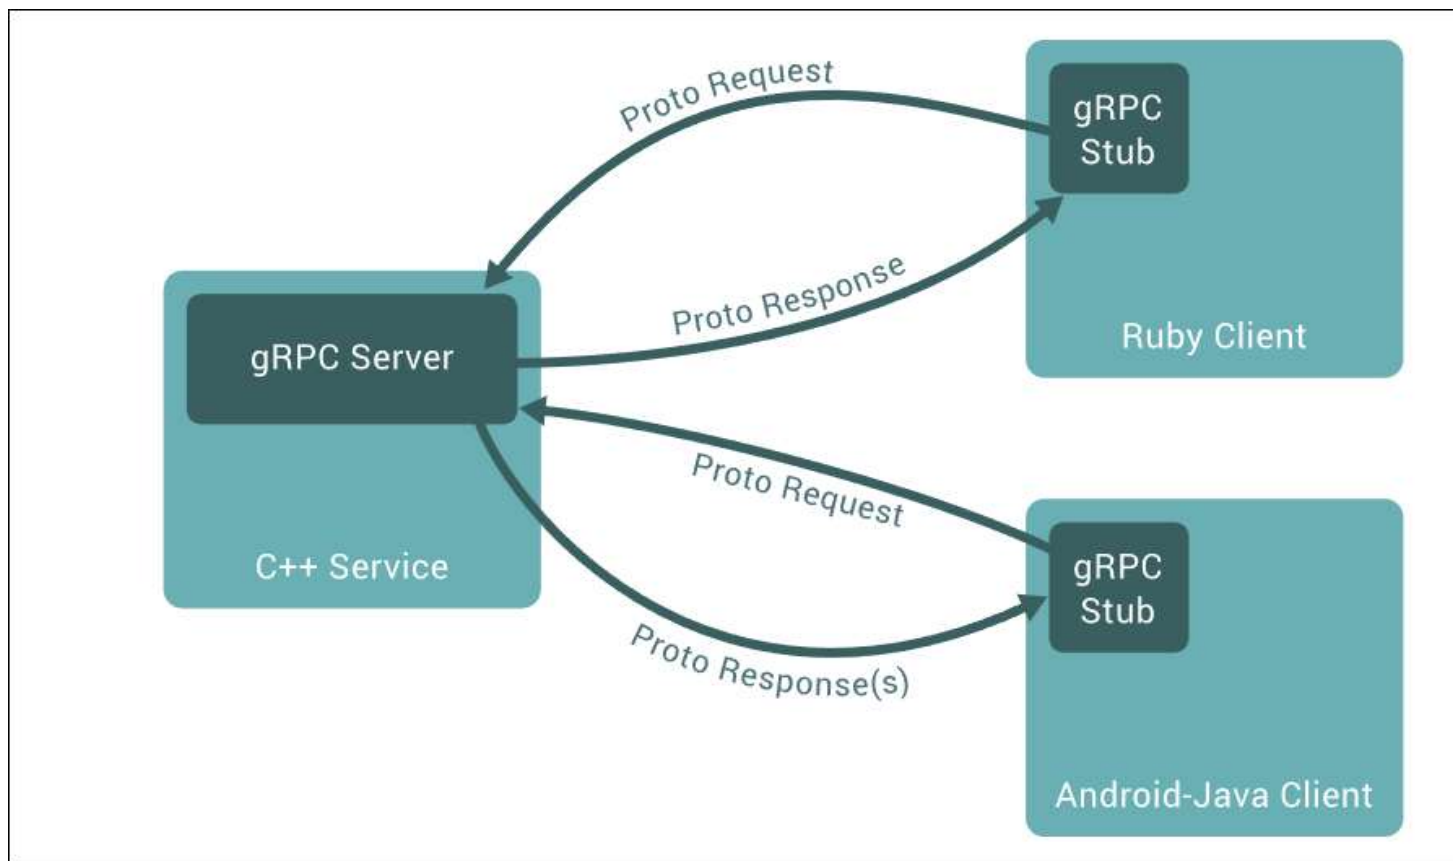 Proto Request
gRPC
Stub
Proto Response
Ruby Client
gRPC Server
C++ Service
Proto Request
gRPC
Stub
Proto Response(s)
Android-Java Client